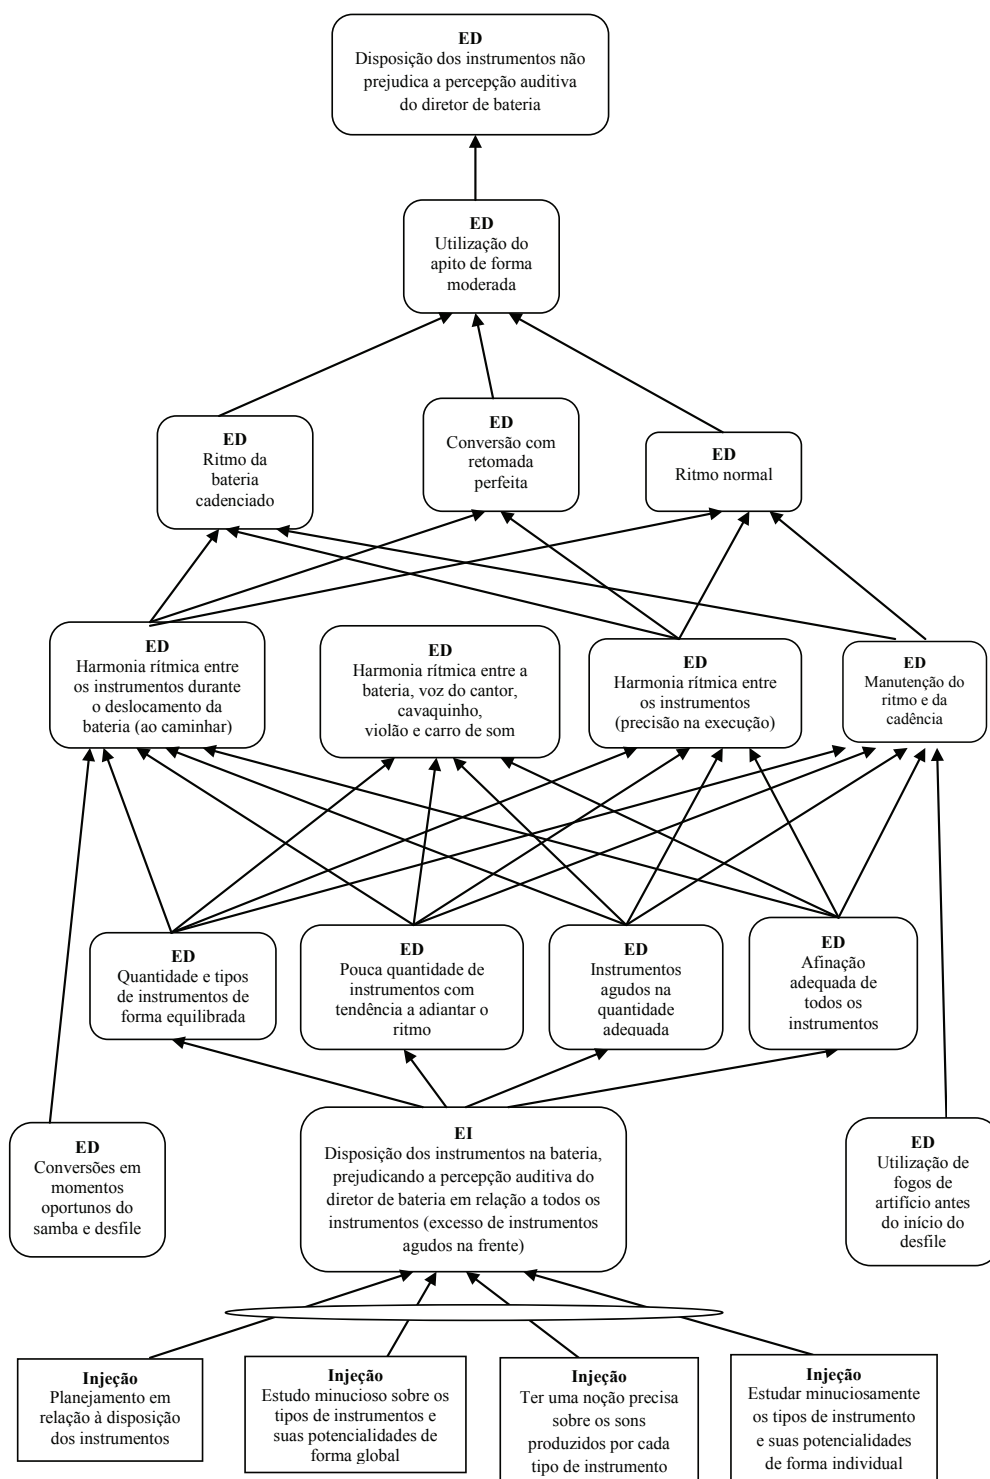 ED
Disposição dos instrumentos não
prejudica a percepção auditiva
do diretor de bateria
ED
Utilização do
apito de forma
moderada
ED
Ritmo da
bateria
cadenciado
ED
Conversão com
retomada
perfeita
ED
Ritmo normal
ED
Harmonia rítmica entre
os instrumentos durante
o deslocamento da
bateria (ao caminhar)
ED
Harmonia rítmica entre a
bateria, voz do cantor,
cavaquinho,
violão e carro de som
ED
Harmonia rítmica entre
os instrumentos
(precisão na execução)
ED
Manutenção do
ritmo e da
cadência
ED
Quantidade e tipos
de instrumentos de
forma equilibrada
ED
Pouca quantidade de
instrumentos com
tendência a adiantar o
ritmo
ED
Instrumentos
agudos na
quantidade
adequada
ED
Afinação
adequada de
todos os
instrumentos
ED
Conversões em
momentos
oportunos do
samba e desfile
EI
Disposição dos instrumentos na bateria,
prejudicando a percepção auditiva do
diretor de bateria em relação a todos os
instrumentos (excesso de instrumentos
agudos na frente)
ED
Utilização de
fogos de
artifício antes
do início do
desfile
Injeção
Planejamento em
relação à disposição
dos instrumentos
Injeção
Estudo minucioso sobre os
tipos de instrumentos e
suas potencialidades de
forma global
Injeção
Ter uma noção precisa
sobre os sons
produzidos por cada
tipo de instrumento
Injeção
Estudar minuciosamente
os tipos de instrumento
e suas potencialidades
de forma individual